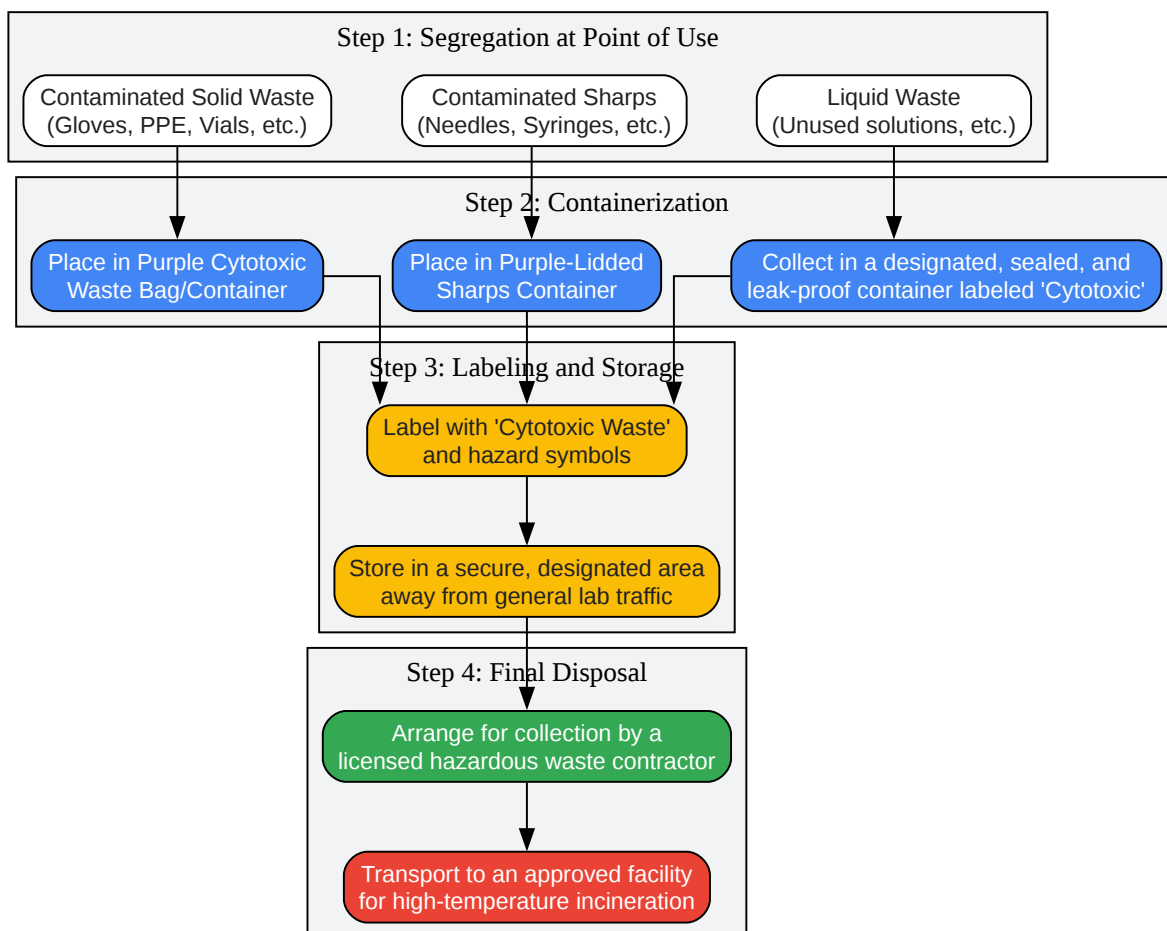 Step 1: Segregation at Point of Use
Contaminated Solid Waste
(Gloves, PPE, Vials, etc.)
Contaminated Sharps
(Needles, Syringes, etc.)
Liquid Waste
(Unused solutions, etc.)
Step 2: Containerization
Place in Purple Cytotoxic
Waste Bag/Container
Place in Purple-Lidded
Sharps Container
Collect in a designated, sealed, and
leak-proof container labeled 'Cytotoxic'
Step 3: Labeling and Storage
Label with 'Cytotoxic Waste'
and hazard symbols
Store in a secure, designated area
away from general lab traffic
Step 4: Final Disposal
Arrange for collection by a
licensed hazardous waste contractor
Transport to an approved facility
for high-temperature incineration